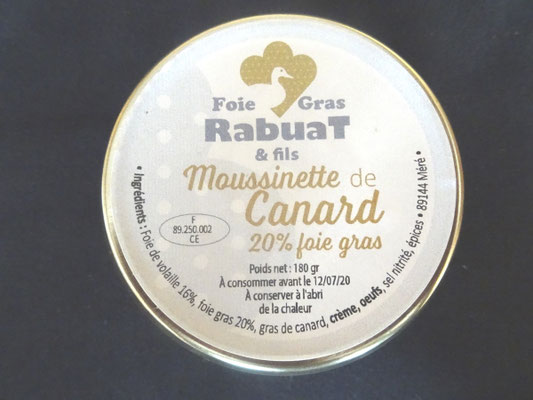 Foie Gras
RabuaT
& fils
Moussinette de
Canard
20% foie gras
F
89.250.002
CE
Poids net : 180 gr
À consommer avant le 12/07/20
À conserver à l'abri
de la chaleur
• Ingrédients : Foie de volaille 16%, foie gras 20%, gras de canard, crème, oeufs, sel nitrité, épices • 89144 Méré •